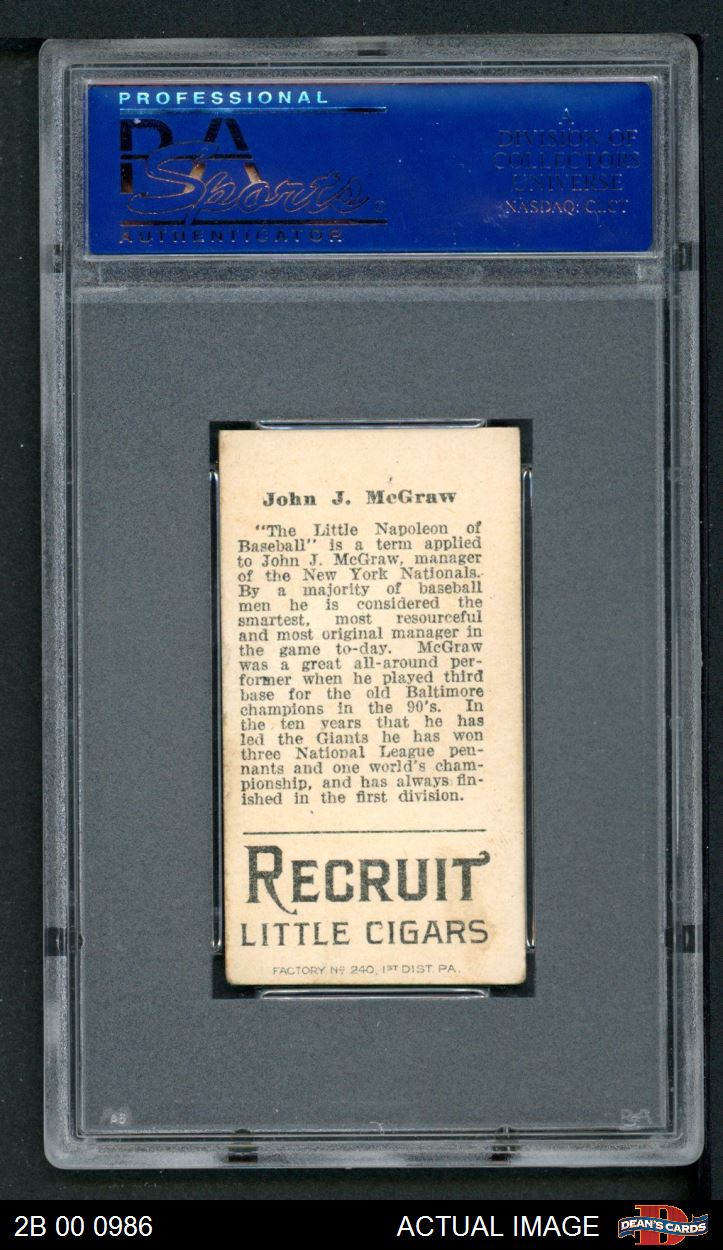 PROFESSIONAL
PSA
Sports
AUTHENTICATOR
A
DIVISION OF
COLLECTORS
UNIVERSE
NASDAQ: CLCT
John J. McGraw
"The Little Napoleon of
Baseball" is a term applied
to John J. McGraw, manager
of the New York Nationals.
By a majority of baseball
men he is considered the
smartest, most resourceful
and most original manager in
the game to-day. McGraw
was a great all-around per-
former when he played third
base for the old Baltimore
champions in the 90's. In
the ten years that he has
led the Giants he has won
three National League pen-
nants and one world's cham-
pionship, and has always fin-
ished in the first division.
RECRUIT
LITTLE CIGARS
FACTORY No 240, 1ST DIST. PA.
PSA
2B 00 0986
ACTUAL IMAGE
DEAN'S CARDS